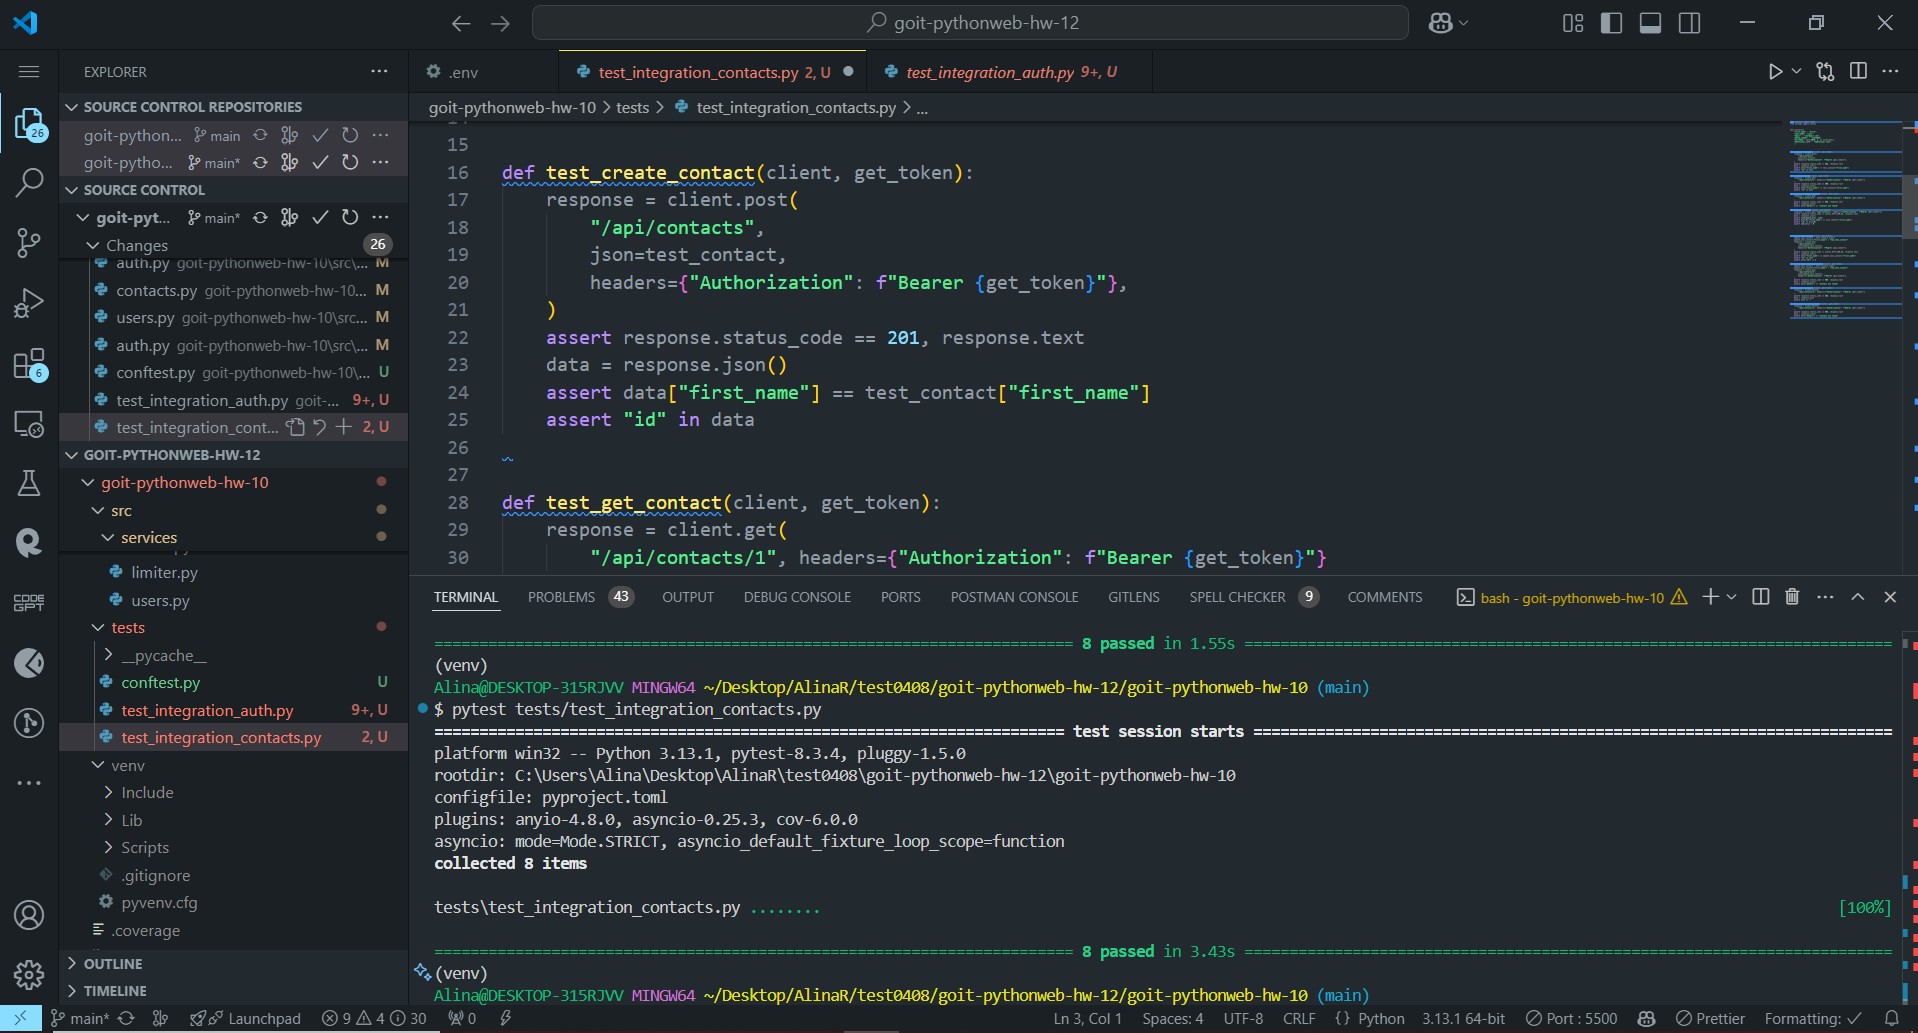 goit-pythonweb-hw-12
EXPLORER
SOURCE CONTROL REPOSITORIES
goit-python... main
goit-pytho... main*
SOURCE CONTROL
goit-pyt... main*
Changes 26
auth.py goit-pythonweb-hw-10\src\... M
contacts.py goit-pythonweb-hw-10... M
users.py goit-pythonweb-hw-10\src... M
auth.py goit-pythonweb-hw-10\src\... M
conftest.py goit-pythonweb-hw-10\... U
test_integration_auth.py goit-... 9+, U
test_integration_cont... 2, U
GOIT-PYTHONWEB-HW-12
goit-pythonweb-hw-10
src
services
limiter.py
users.py
tests
__pycache__
conftest.py U
test_integration_auth.py 9+, U
test_integration_contacts.py 2, U
venv
Include
Lib
Scripts
.gitignore
pyvenv.cfg
.coverage
OUTLINE
TIMELINE
26
6
CODE
GPT
.env
test_integration_contacts.py 2, U
test_integration_auth.py 9+, U
goit-pythonweb-hw-10 > tests > test_integration_contacts.py > ...
15
16 def test_create_contact(client, get_token):
17 response = client.post(
18 "/api/contacts",
19 json=test_contact,
20 headers={"Authorization": f"Bearer {get_token}"},
21 )
22 assert response.status_code == 201, response.text
23 data = response.json()
24 assert data["first_name"] == test_contact["first_name"]
25 assert "id" in data
26
27
28 def test_get_contact(client, get_token):
29 response = client.get(
30 "/api/contacts/1", headers={"Authorization": f"Bearer {get_token}"}
TERMINAL PROBLEMS 43 OUTPUT DEBUG CONSOLE PORTS POSTMAN CONSOLE GITLENS SPELL CHECKER 9 COMMENTS bash - goit-pythonweb-hw-10
======== 8 passed in 1.55s ========
(venv)
Alina@DESKTOP-315RJVV MINGW64 ~/Desktop/AlinaR/test0408/goit-pythonweb-hw-12/goit-pythonweb-hw-10 (main)
$ pytest tests/test_integration_contacts.py
======== test session starts ========
platform win32 -- Python 3.13.1, pytest-8.3.4, pluggy-1.5.0
rootdir: C:\Users\Alina\Desktop\AlinaR\test0408\goit-pythonweb-hw-12\goit-pythonweb-hw-10
configfile: pyproject.toml
plugins: anyio-4.8.0, asyncio-0.25.3, cov-6.0.0
asyncio: mode=Mode.STRICT, asyncio_default_fixture_loop_scope=function
collected 8 items
tests\test_integration_contacts.py ........ [100%]
======== 8 passed in 3.43s ========
(venv)
Alina@DESKTOP-315RJVV MINGW64 ~/Desktop/AlinaR/test0408/goit-pythonweb-hw-12/goit-pythonweb-hw-10 (main)
main* Launchpad 9 4 30 0 Ln 3, Col 1 Spaces: 4 UTF-8 CRLF {} Python 3.13.1 64-bit Port : 5500 Prettier Formatting: ✓